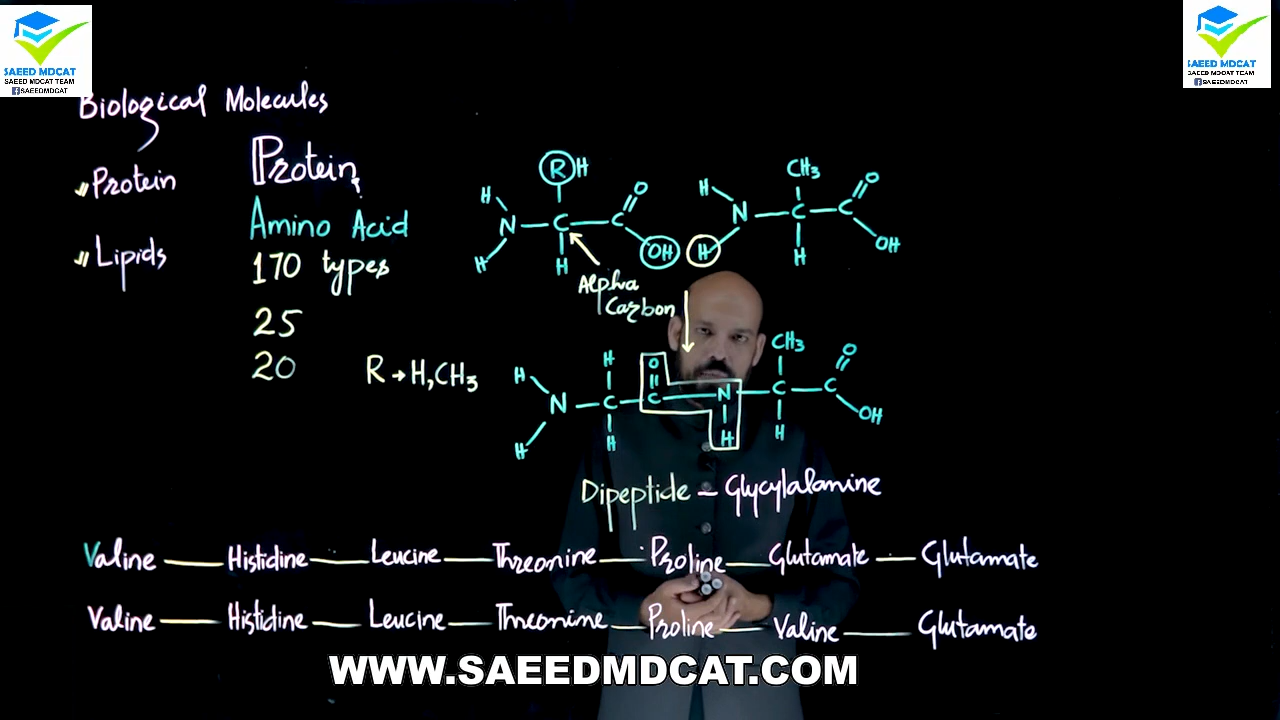 SAEED MDCAT
SAEED MDCAT TEAM
SAEEDMDCAT
SAEED MDCAT
SAEED MDCAT TEAM
SAEEDMDCAT
Biological Molecules
Protein
Lipids
Protein
Amino Acid
170 types
25
20
R → H, CH3
R H
H
N C C O
H H OH
Alpha
Carbon
CH3
H N C C O
H H OH
H O CH3 O
H N C C N C C
H H H H OH
Dipeptide - Glycylalamine
Valine — Histidine — Leucine — Threonine — Proline — Glutamate — Glutamate
Valine — Histidine — Leucine — Threonine — Proline — Valine — Glutamate
WWW.SAEEDMDCAT.COM